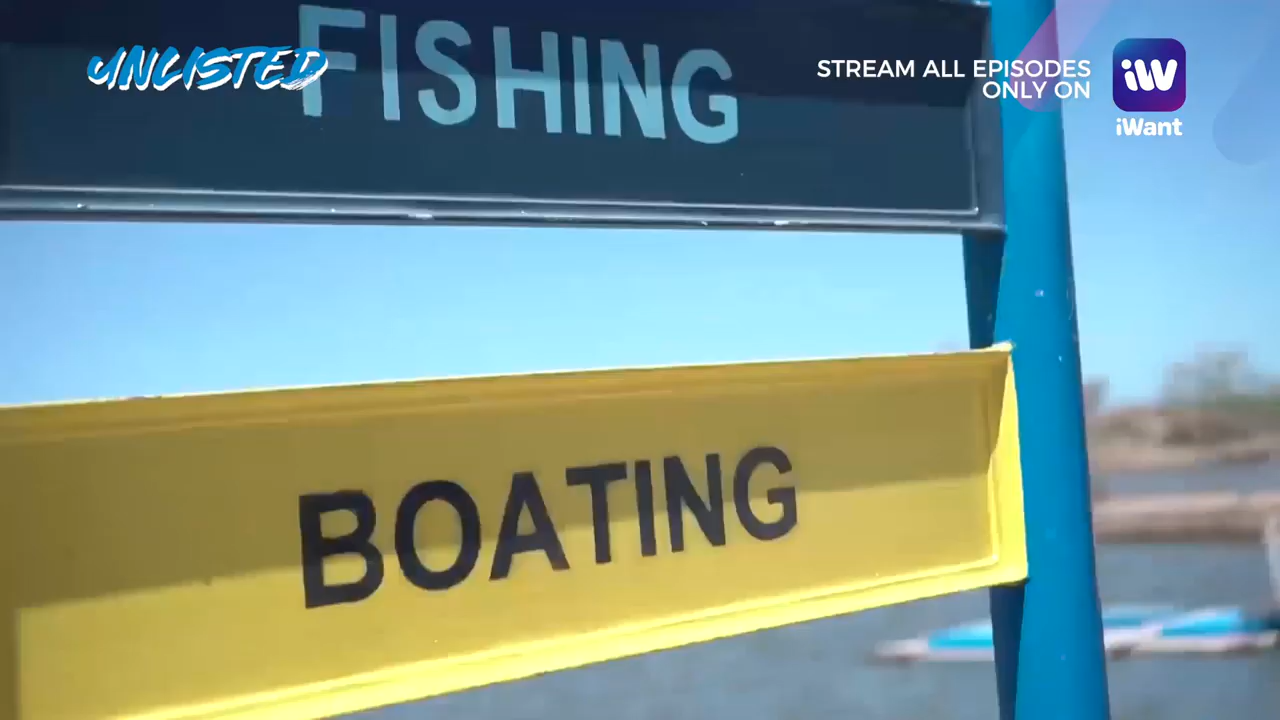 FISHING
UNLISTED
STREAM ALL EPISODES
ONLY ON
iW
iWant
BOATING